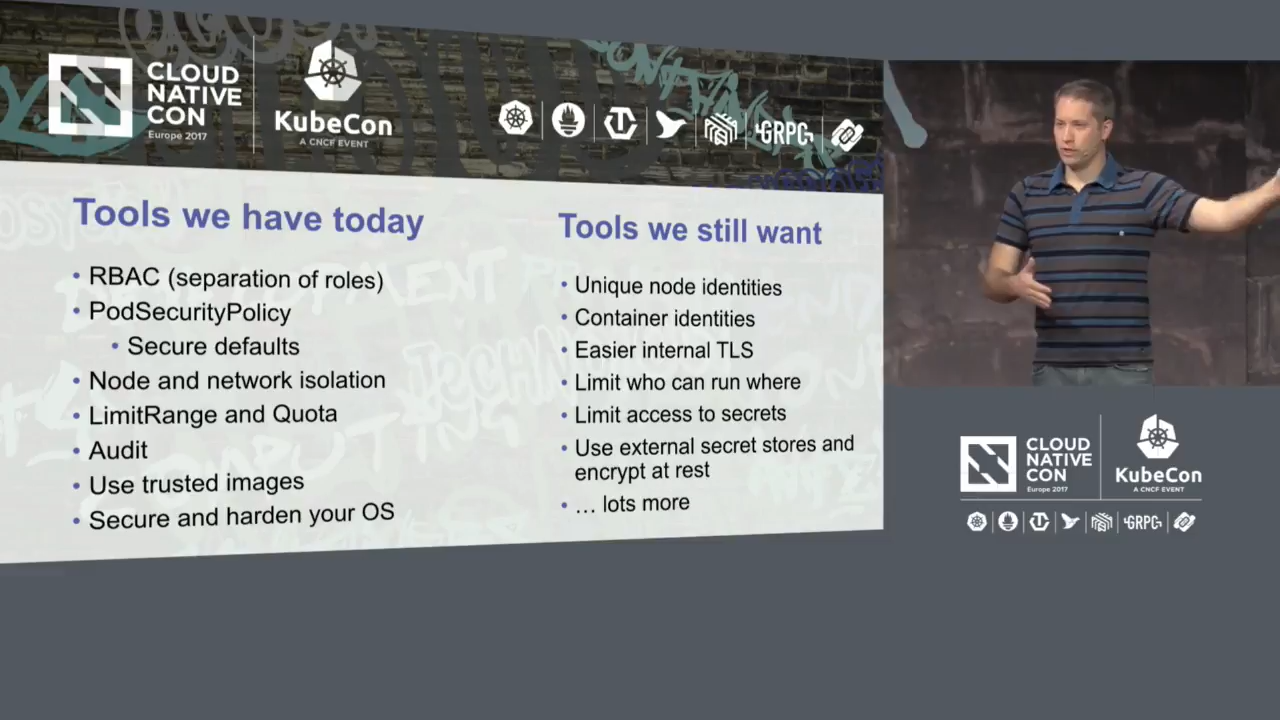 CLOUD
NATIVE
CON
Europe 2017
KubeCon
A CNCF EVENT
GRPC
Tools we have today
• RBAC (separation of roles)
• PodSecurityPolicy
• Secure defaults
• Node and network isolation
• LimitRange and Quota
• Audit
• Use trusted images
• Secure and harden your OS
Tools we still want
• Unique node identities
• Container identities
• Easier internal TLS
• Limit who can run where
• Limit access to secrets
• Use external secret stores and
encrypt at rest
• … lots more
CLOUD
NATIVE
CON
Europe 2017
KubeCon
A CNCF EVENT
GRPC